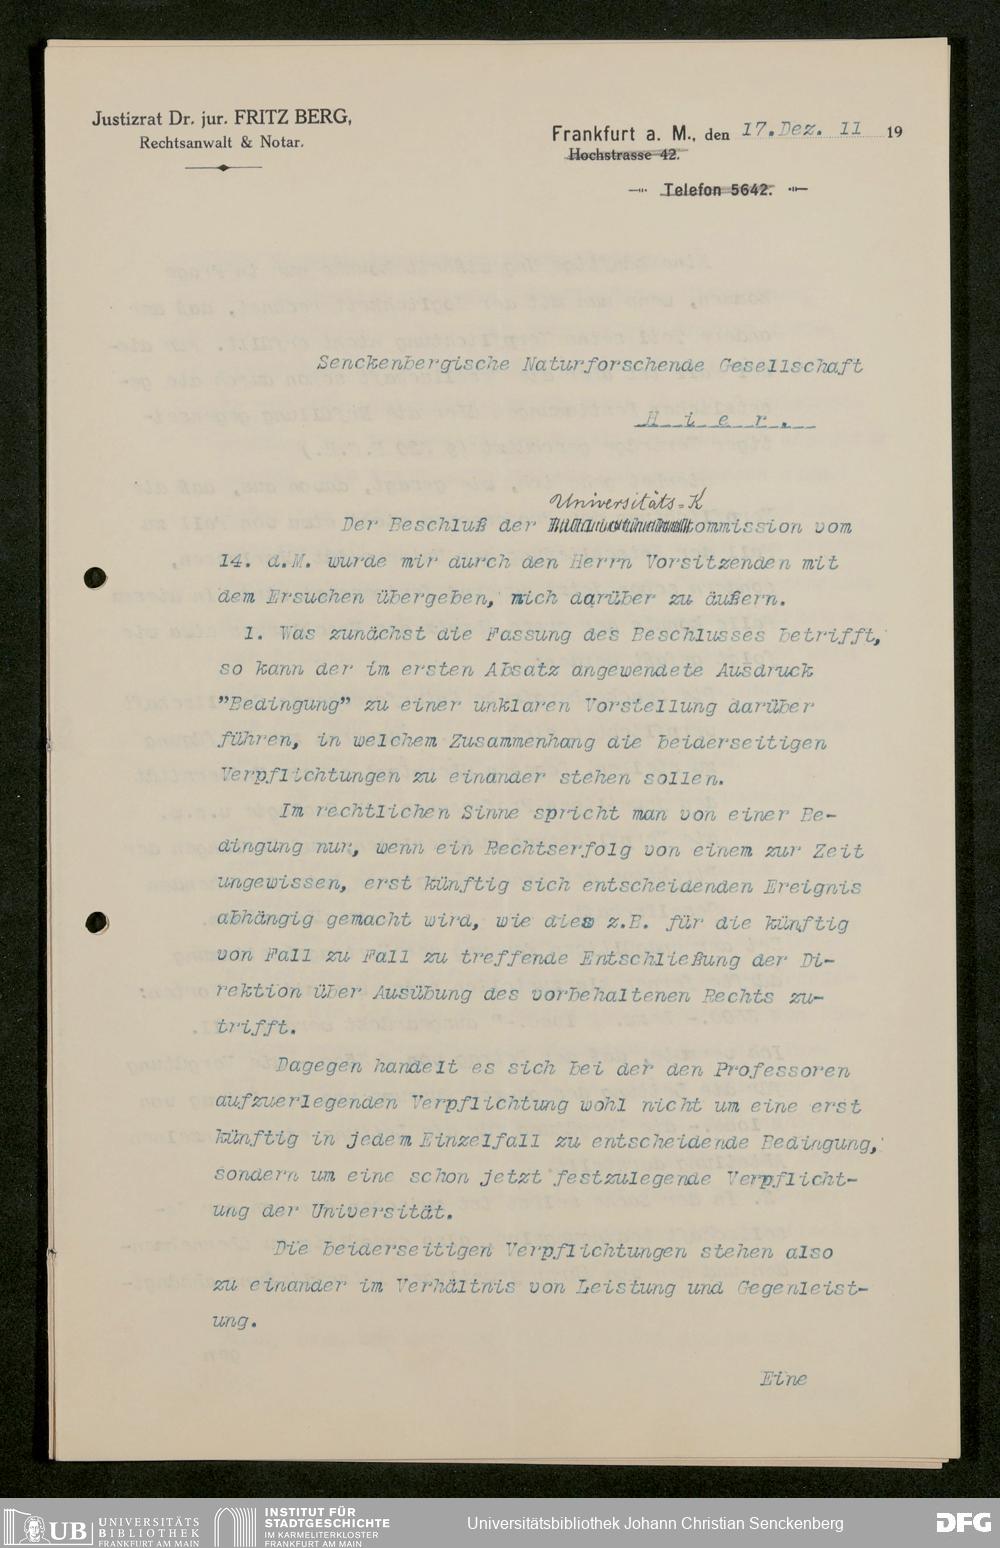 Justizrat Dr. jur. FRITZ BERG,
Rechtsanwalt & Notar.
Frankfurt a. M., den 17.Dez. 11 19
Hochstrasse 42.
Telefon 5642.
Senckenbergische Naturforschende Gesellschaft
H i e r.
Universitäts-K
Der Beschluß der ommission vom
14. d.M. wurde mir durch den Herrn Vorsitzenden mit
dem Ersuchen übergeben, mich darüber zu äußern.
1. Was zunächst die Fassung des Beschlusses betrifft,
so kann der im ersten Absatz angewendete Ausdruck
"Bedingung" zu einer unklaren Vorstellung darüber
führen, in welchem Zusammenhang die beiderseitigen
Verpflichtungen zu einander stehen sollen.
Im rechtlichen Sinne spricht man von einer Be-
dingung nur, wenn ein Rechtserfolg von einem zur Zeit
ungewissen, erst künftig sich entscheidenden Ereignis
abhängig gemacht wird, wie dies z.B. für die künftig
von Fall zu Fall zu treffende Entschließung der Di-
rektion über Ausübung des vorbehaltenen Rechts zu-
trifft.
Dagegen handelt es sich bei der den Professoren
aufzuerlegenden Verpflichtung wohl nicht um eine erst
künftig in jedem Einzelfall zu entscheidende Bedingung,
sondern um eine schon jetzt festzulegende Verpflicht-
ung der Universität.
Die beiderseitigen Verpflichtungen stehen also
zu einander im Verhältnis von Leistung und Gegenleist-
ung.
Eine
UB UNIVERSITÄTS
BIBLIOTHEK
FRANKFURT AM MAIN
INSTITUT FÜR
STADTGESCHICHTE
IM KARMELITERKLOSTER
FRANKFURT AM MAIN
Universitätsbibliothek Johann Christian Senckenberg
DFG